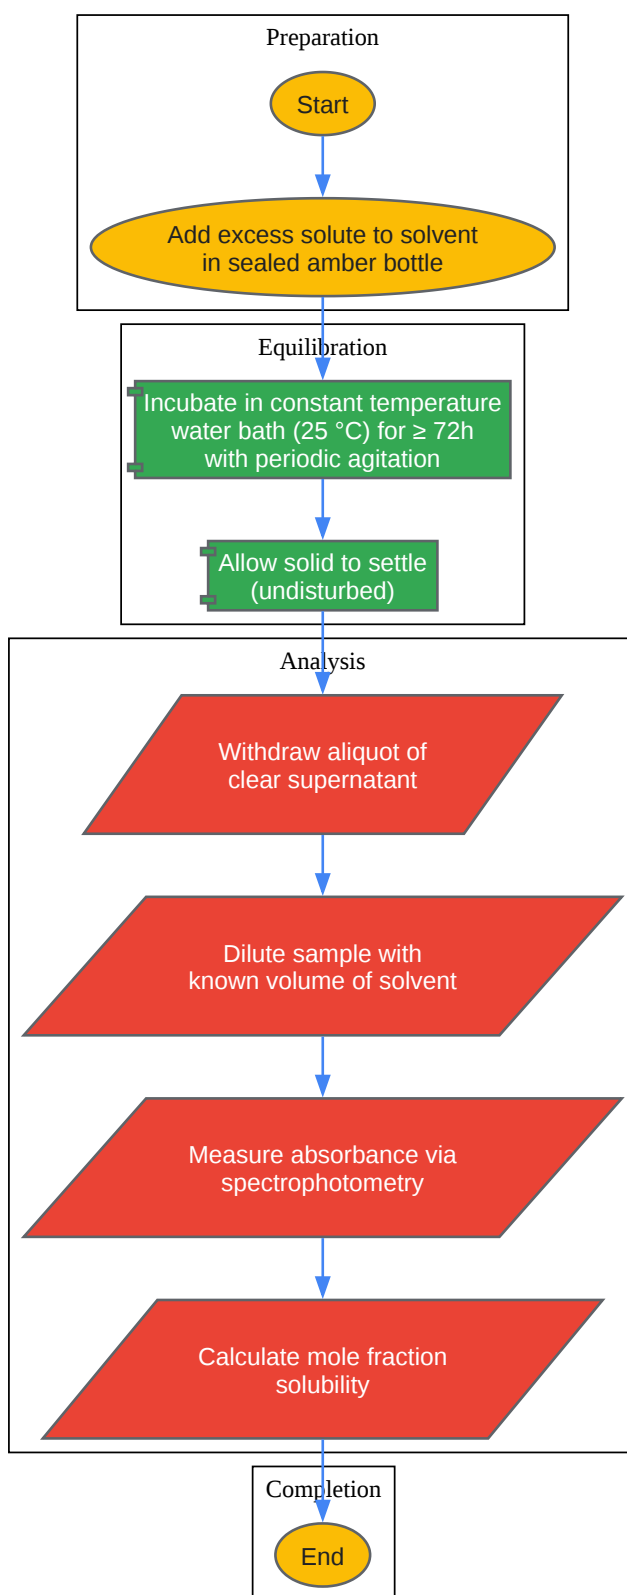 Preparation
Start
Add excess solute to solvent
in sealed amber bottle
Equilibration
Incubate in constant temperature
water bath (25 °C) for ≥ 72h
with periodic agitation
Allow solid to settle
(undisturbed)
Analysis
Withdraw aliquot of
clear supernatant
Dilute sample with
known volume of solvent
Measure absorbance via
spectrophotometry
Calculate mole fraction
solubility
Completion
End